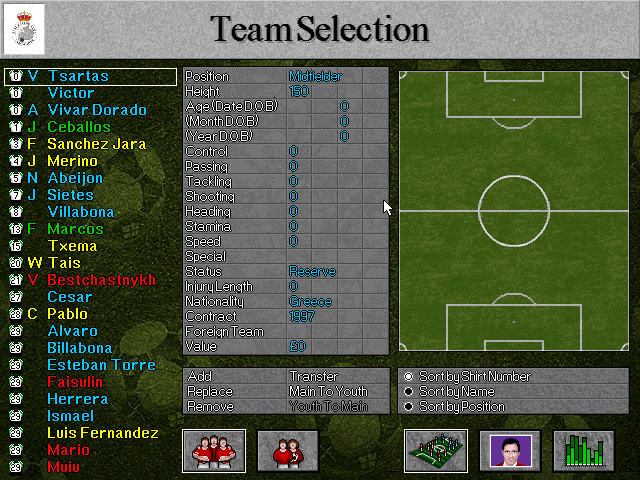 Team Selection
V Tsartas
Victor
A Vivar Dorado
J Ceballos
F Sanchez Jara
J Merino
N Abeijon
J Sietes
Villabona
F Marcos
Txema
W Tais
V Bestchastnykh
Cesar
C Pablo
Alvaro
Billabona
Esteban Torre
Faisulin
Herrera
Ismael
Luis Fernandez
Mario
Muiu
Position Midfielder
Height 150
Age (Date D.O.B) 0
(Month D.O.B) 0
(Year D.O.B) 0
Control 0
Passing 0
Tackling 0
Shooting 0
Heading 0
Stamina 0
Speed 0
Special
Status Reserve
Injury Length 0
Nationality Greece
Contract 1997
Foreign Team
Value £0
Add Transfer
Replace Main To Youth
Remove Youth To Main
Sort by Shirt Number
Sort by Name
Sort by Position